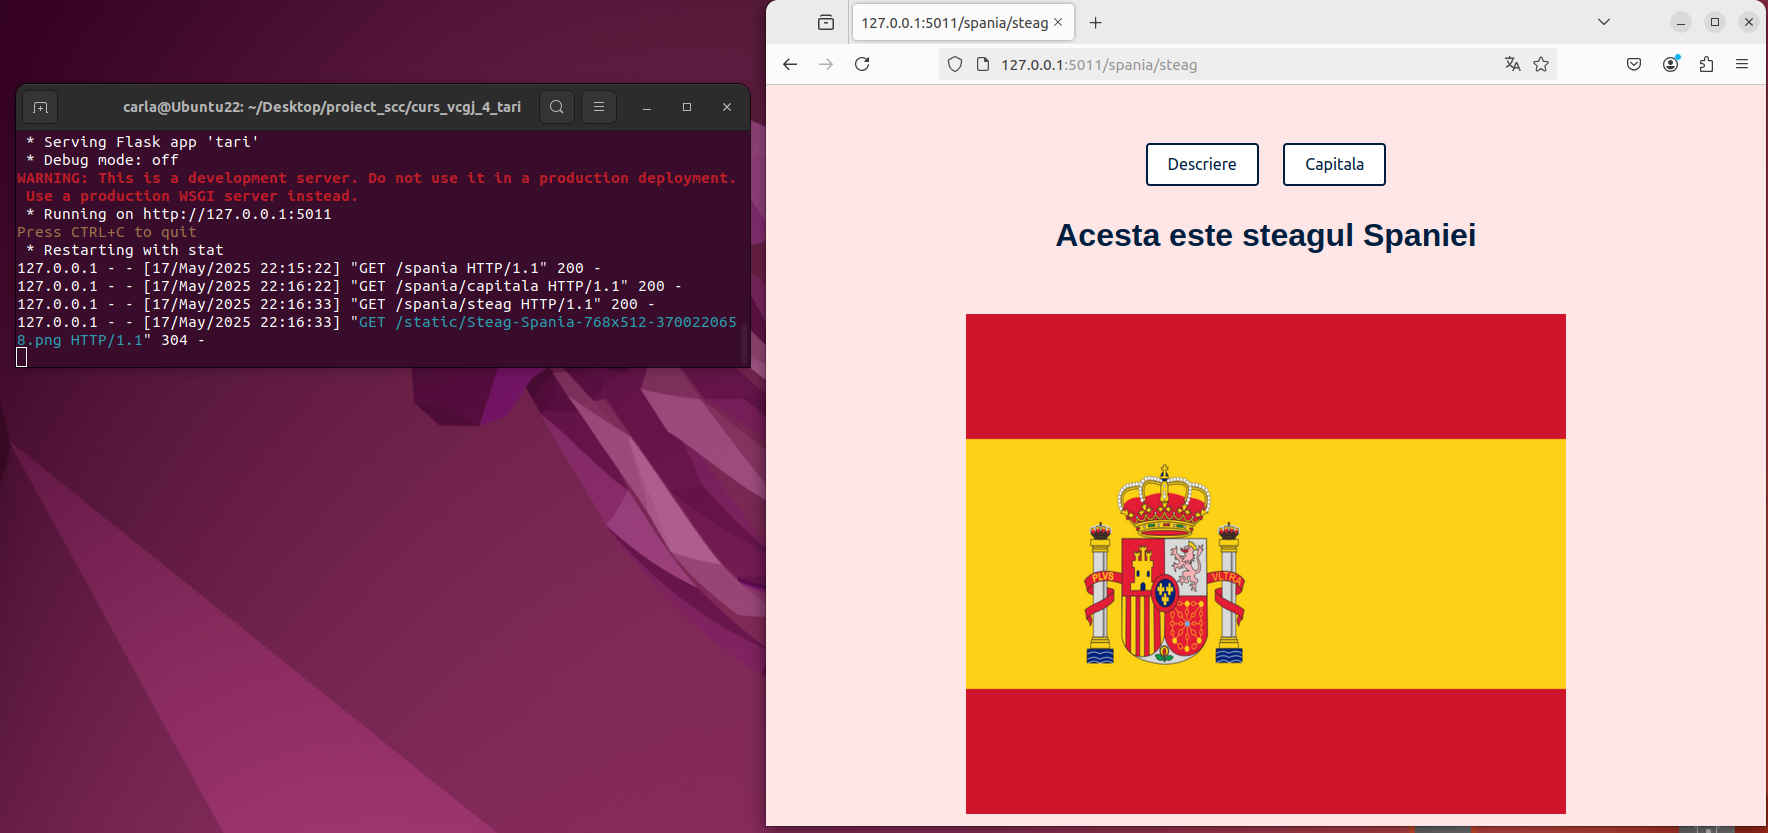 carla@Ubuntu22: ~/Desktop/proiect_scc/curs_vcgj_4_tari
* Serving Flask app 'tari'
* Debug mode: off
WARNING: This is a development server. Do not use it in a production deployment.
Use a production WSGI server instead.
* Running on http://127.0.0.1:5011
Press CTRL+C to quit
* Restarting with stat
127.0.0.1 - - [17/May/2025 22:15:22] "GET /spania HTTP/1.1" 200 -
127.0.0.1 - - [17/May/2025 22:16:22] "GET /spania/capitala HTTP/1.1" 200 -
127.0.0.1 - - [17/May/2025 22:16:33] "GET /spania/steag HTTP/1.1" 200 -
127.0.0.1 - - [17/May/2025 22:16:33] "GET /static/Steag-Spania-768x512-370022065
8.png HTTP/1.1" 304 -
127.0.0.1:5011/spania/steag
127.0.0.1:5011/spania/steag
Descriere
Capitala
Acesta este steagul Spaniei
PLVS
VLTRA